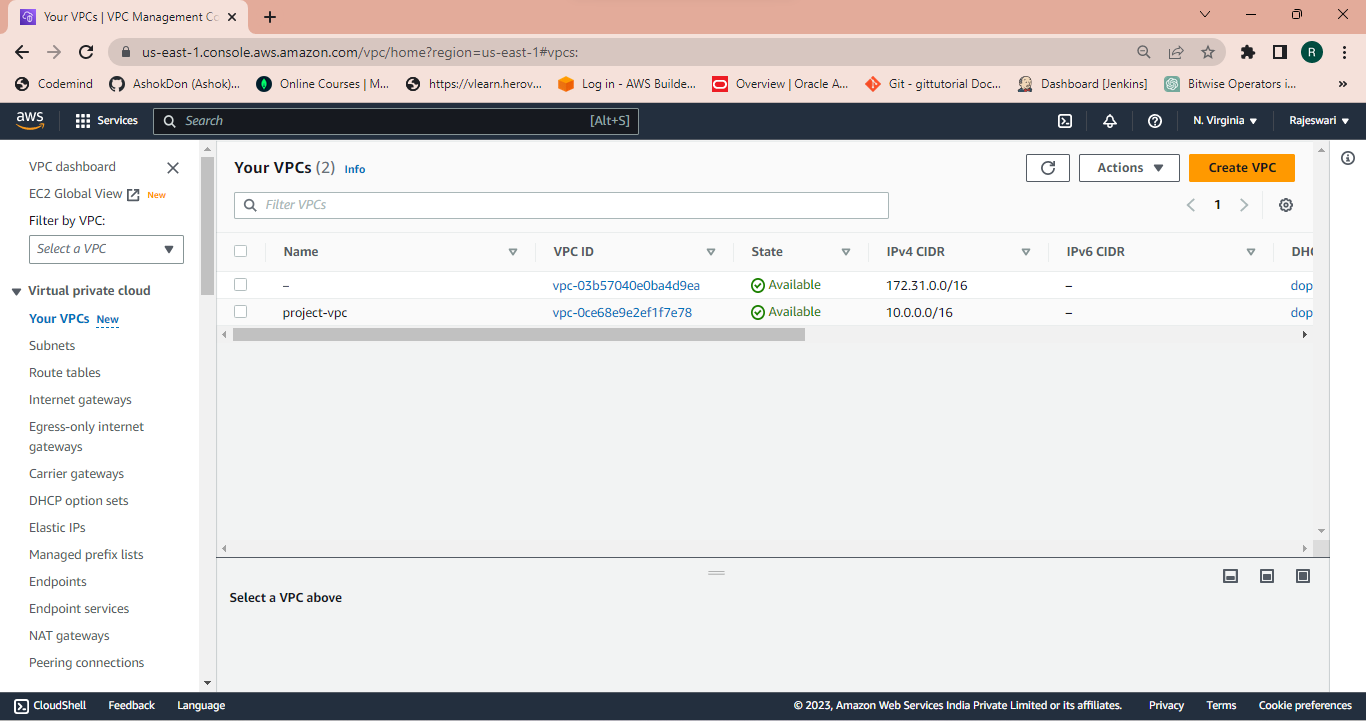 Your VPCs | VPC Management Co
us-east-1.console.aws.amazon.com/vpc/home?region=us-east-1#vpcs:
R
Codemind
AshokDon (Ashok)...
Online Courses | M...
https://vlearn.herov...
Log in - AWS Builde...
Overview | Oracle A...
Git - gittutorial Doc...
Dashboard [Jenkins]
Bitwise Operators i...
»
aws
Services
Search
[Alt+S]
N. Virginia
Rajeswari
VPC dashboard
EC2 Global View
New
Filter by VPC:
Select a VPC
Virtual private cloud
Your VPCs New
Subnets
Route tables
Internet gateways
Egress-only internet
gateways
Carrier gateways
DHCP option sets
Elastic IPs
Managed prefix lists
Endpoints
Endpoint services
NAT gateways
Peering connections
Your VPCs (2) Info
Actions
Create VPC
Filter VPCs
1
Name VPC ID State IPv4 CIDR IPv6 CIDR DHC
– vpc-03b57040e0ba4d9ea Available 172.31.0.0/16 – dop
project-vpc vpc-0ce68e9e2ef1f7e78 Available 10.0.0.0/16 – dop
Select a VPC above
CloudShell Feedback Language © 2023, Amazon Web Services India Private Limited or its affiliates. Privacy Terms Cookie preferences